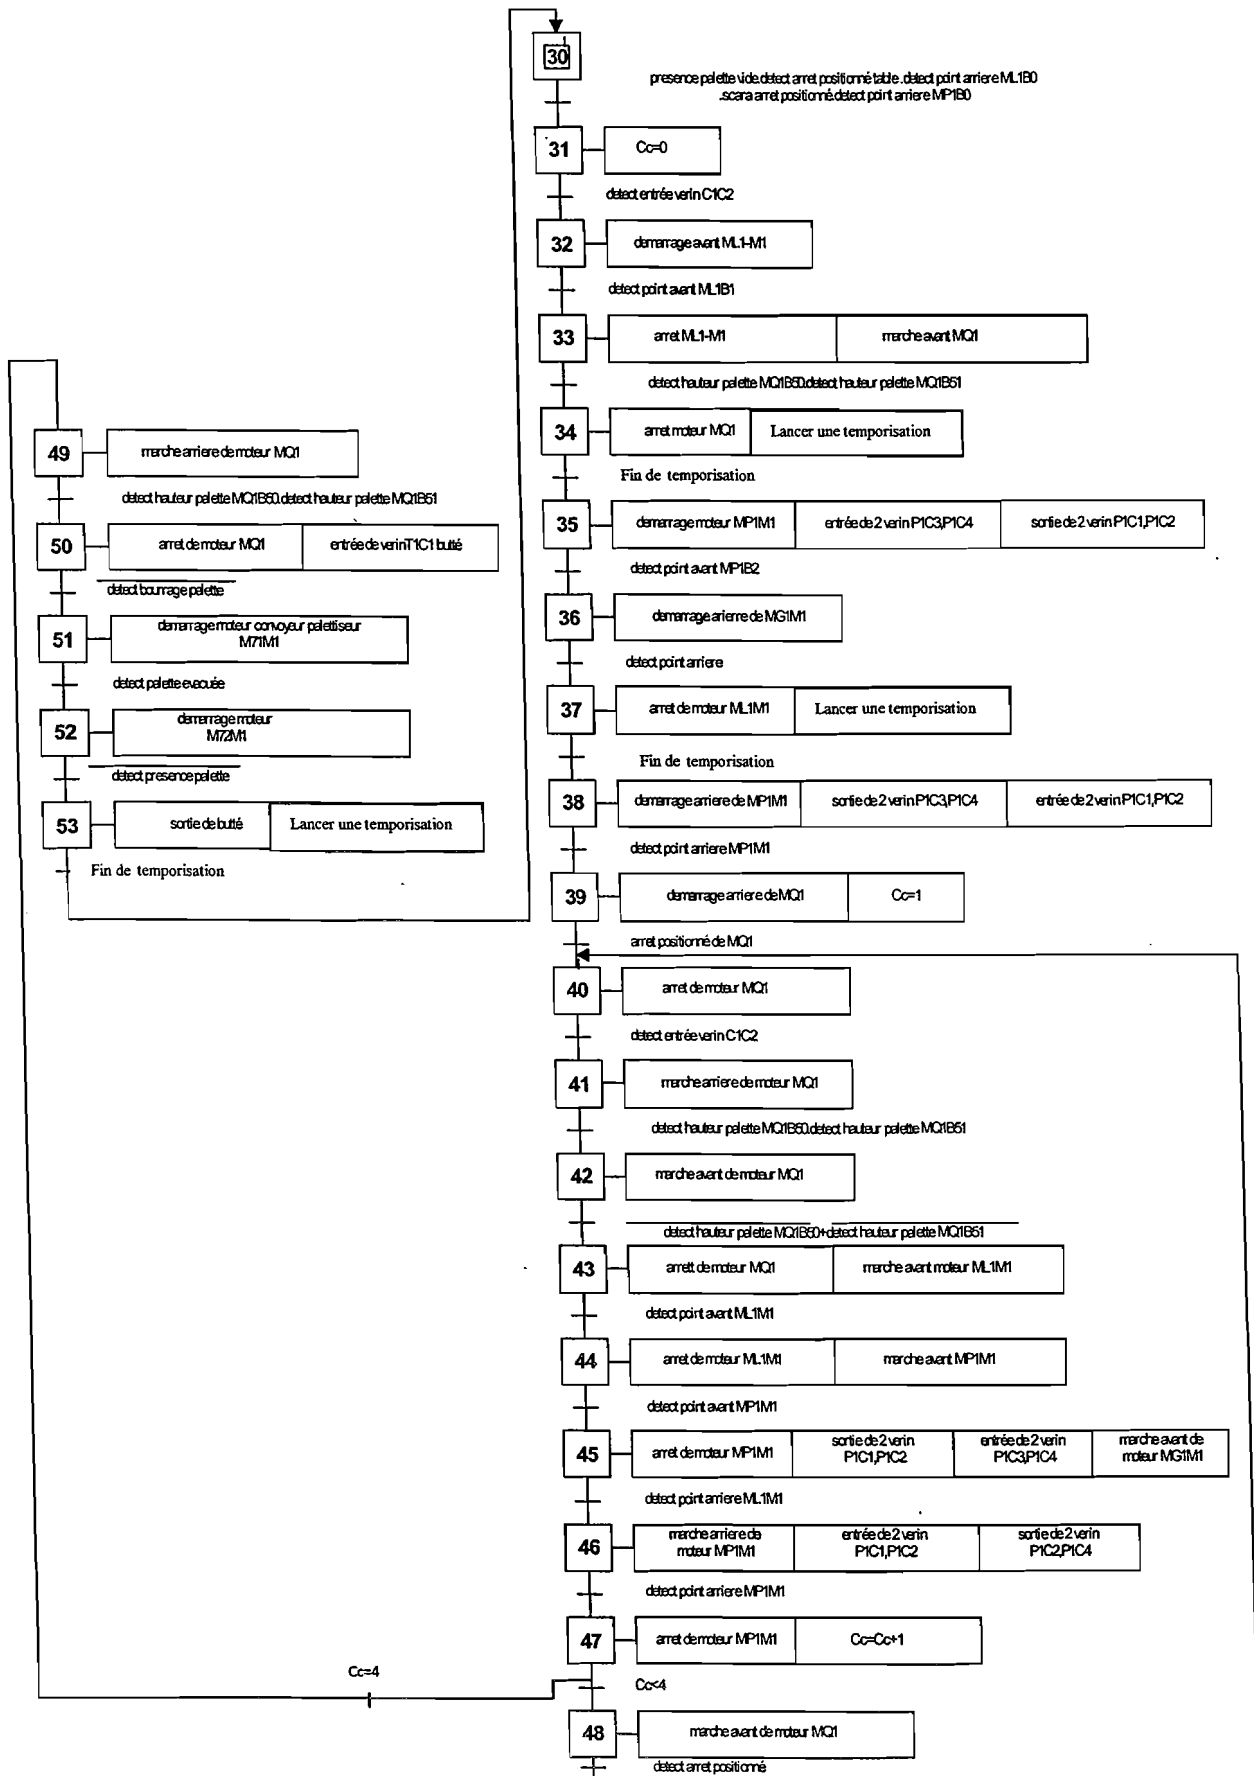 30
presence palette vide.detect arret positionné table.detect point arriere ML1B0
.scara arret positionné.detect point arriere MP1B0
31
Cc=0
detect entrée verin C1C2
32
demarrage avant ML1-M1
detect point avant ML1B1
33
arret ML1-M1
marche avant MQ1
detect hauteur palette MQ1B50.detect hauteur palette MQ1B51
34
arret moteur MQ1
Lancer une temporisation
Fin de temporisation
35
demarrage moteur MP1M1
entrée de 2 verin P1C3,P1C4
sortie de 2 verin P1C1,P1C2
detect point avant MP1B2
36
demarrage arierre de MG1M1
detect point arriere
37
arret de moteur ML1M1
Lancer une temporisation
Fin de temporisation
38
demarrage arriere de MP1M1
sortie de 2 verin P1C3,P1C4
entrée de 2 verin P1C1,P1C2
detect point arriere MP1M1
39
demarrage arriere de MQ1
Cc=1
arret positionné de MQ1
40
arret de moteur MQ1
detect entrée verin C1C2
41
marche arriere de moteur MQ1
detect hauteur palette MQ1B50.detect hauteur palette MQ1B51
42
marche avant de moteur MQ1
detect hauteur palette MQ1B50+detect hauteur palette MQ1B51
43
arrett de moteur MQ1
marche avant moteur ML1M1
detect point avant ML1M1
44
arret de moteur ML1M1
marche avant MP1M1
detect point avant MP1M1
45
arret de moteur MP1M1
sortie de 2 verin
P1C1,P1C2
entrée de 2 verin
P1C3,P1C4
marche avant de
moteur MG1M1
detect point arriere ML1M1
46
marche arriere de
moteur MP1M1
entrée de 2 verin
P1C1,P1C2
sortie de 2 verin
P1C2,P1C4
detect point arriere MP1M1
47
arret de moteur MP1M1
Cc=Cc+1
Cc=4
Cc<4
48
marche avant de moteur MQ1
detect arret positionné
49
marche arriere de moteur MQ1
detect hauteur palette MQ1B50.detect hauteur palette MQ1B51
50
arret de moteur MQ1
entrée de verinT1C1 butté
detect bourrage palette
51
demarrage moteur convoyeur palettiseur
M71M1
detect palette evacuée
52
demarrage moteur
M72M1
detect presence palette
53
sortie de butté
Lancer une temporisation
Fin de temporisation